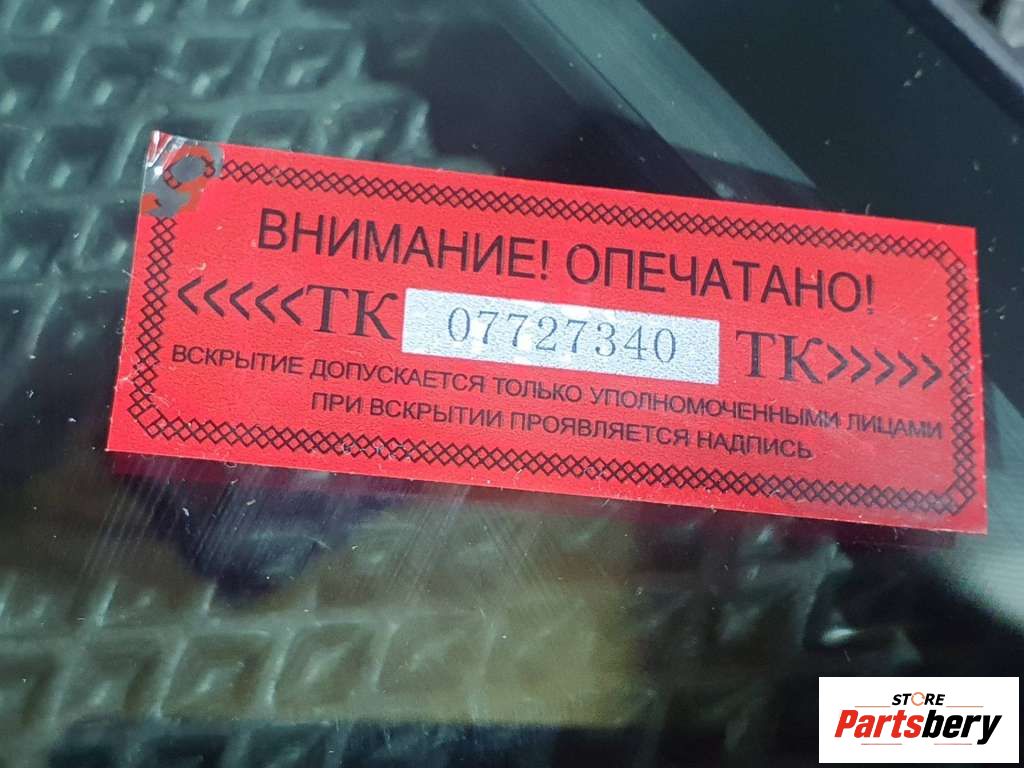 ВНИМАНИЕ! ОПЕЧАТАНО!
<<<<<ТК 07727340 ТК>>>>>
ВСКРЫТИЕ ДОПУСКАЕТСЯ ТОЛЬКО УПОЛНОМОЧЕННЫМИ ЛИЦАМИ
ПРИ ВСКРЫТИИ ПРОЯВЛЯЕТСЯ НАДПИСЬ
STORE
Partsbery